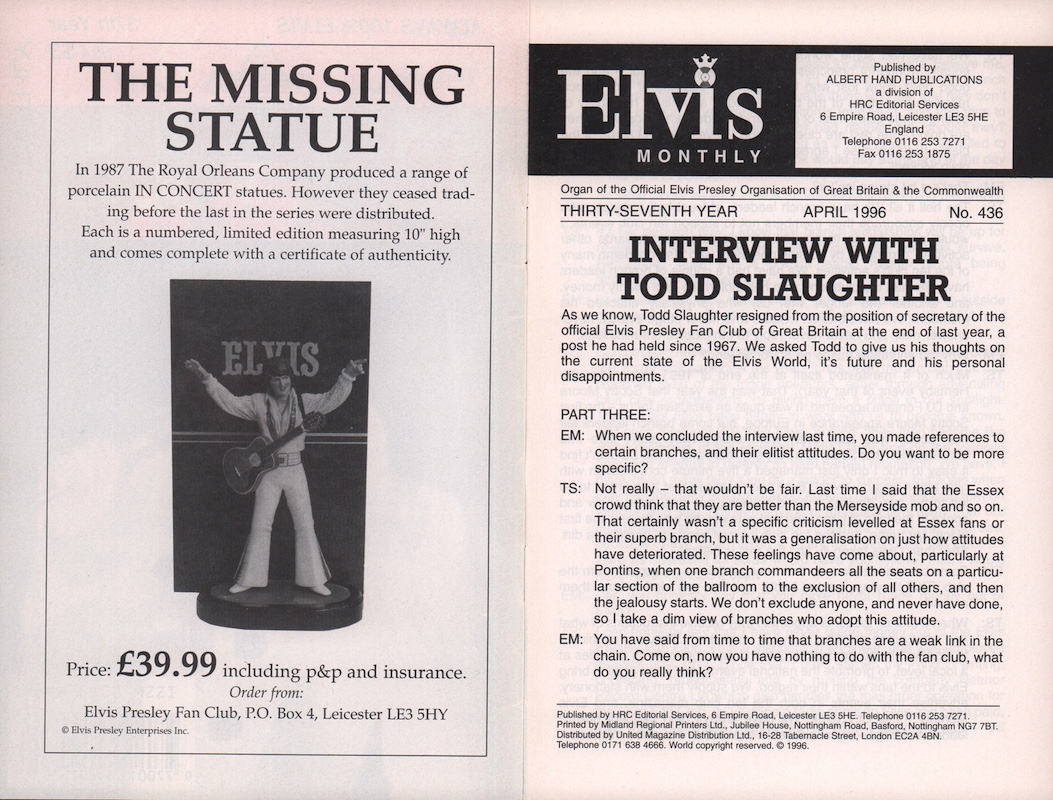 THE MISSING
STATUE
In 1987 The Royal Orleans Company produced a range of
porcelain IN CONCERT statues. However they ceased trad-
ing before the last in the series were distributed.
Each is a numbered, limited edition measuring 10" high
and comes complete with a certificate of authenticity.
ELVIS
Price: £39.99 including p&p and insurance.
Order from:
Elvis Presley Fan Club, P.O. Box 4, Leicester LE3 5HY
© Elvis Presley Enterprises Inc.
Elvis
MONTHLY
Published by
ALBERT HAND PUBLICATIONS
a division of
HRC Editorial Services
6 Empire Road, Leicester LE3 5HE
England
Telephone 0116 253 7271
Fax 0116 253 1875
Organ of the Official Elvis Presley Organisation of Great Britain & the Commonwealth
THIRTY-SEVENTH YEAR APRIL 1996 No. 436
INTERVIEW WITH
TODD SLAUGHTER
As we know, Todd Slaughter resigned from the position of secretary of the
official Elvis Presley Fan Club of Great Britain at the end of last year, a
post he had held since 1967. We asked Todd to give us his thoughts on
the current state of the Elvis World, it's future and his personal
disappointments.
PART THREE:
EM: When we concluded the interview last time, you made references to
certain branches, and their elitist attitudes. Do you want to be more
specific?
TS: Not really – that wouldn't be fair. Last time I said that the Essex
crowd think that they are better than the Merseyside mob and so on.
That certainly wasn't a specific criticism levelled at Essex fans or
their superb branch, but it was a generalisation on just how attitudes
have deteriorated. These feelings have come about, particularly at
Pontins, when one branch commandeers all the seats on a particu-
lar section of the ballroom to the exclusion of all others, and then
the jealousy starts. We don't exclude anyone, and never have done,
so I take a dim view of branches who adopt this attitude.
EM: You have said from time to time that branches are a weak link in the
chain. Come on, now you have nothing to do with the fan club, what
do you really think?
Published by HRC Editorial Services, 6 Empire Road, Leicester LE3 5HE. Telephone 0116 253 7271.
Printed by Midland Regional Printers Ltd., Jubilee House, Nottingham Road, Basford, Nottingham NG7 7BT.
Distributed by United Magazine Distribution Ltd., 16-28 Tabernacle Street, London EC2A 4BN.
Telephone 0171 638 4666. World copyright reserved. © 1996.